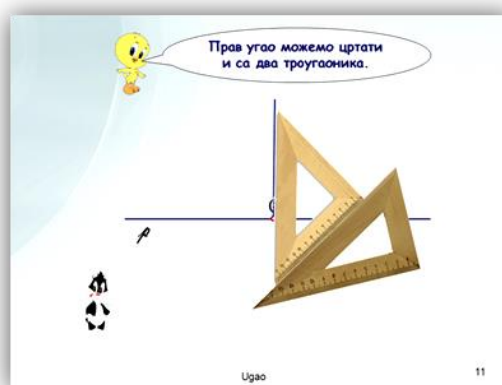 Прав угао можемо цртати
и са два троугаоника.
p
Ugao
11